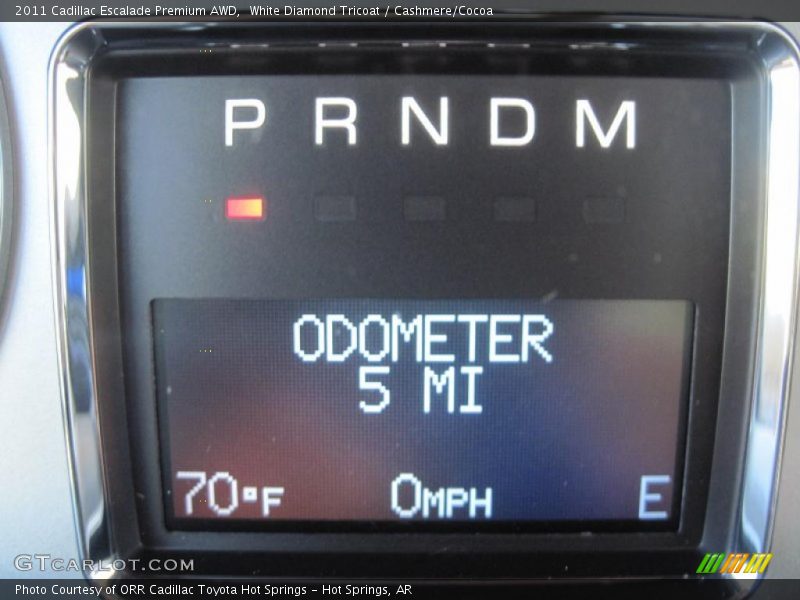 2011 Cadillac Escalade Premium AWD,  White Diamond Tricoat / Cashmere/Cocoa
P R N D M
ODOMETER
5 MI
70°F 0MPH E
GTCARLOT.COM
Photo Courtesy of ORR Cadillac Toyota Hot Springs - Hot Springs, AR